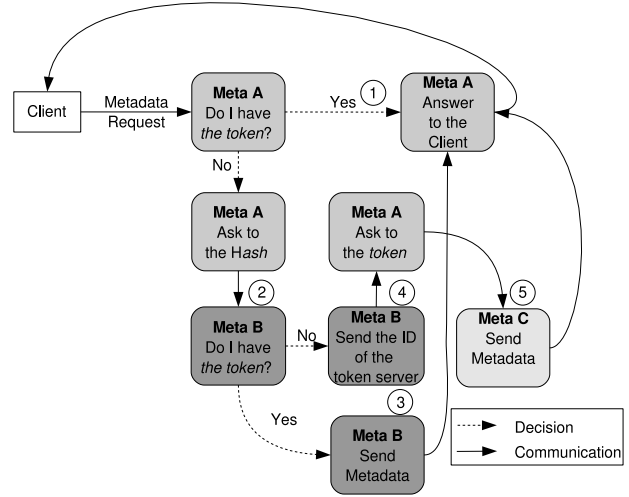 Client
Metadata
Request
Meta A
Do I have
the token?
Yes
1
Meta A
Answer
to the
Client
No
Meta A
Ask to
the Hash
Meta A
Ask to
the token
2
4
5
Meta B
Do I have
the token?
No
Meta B
Send the ID
of the
token server
Meta C
Send
Metadata
Yes
3
Meta B
Send
Metadata
Decision
Communication